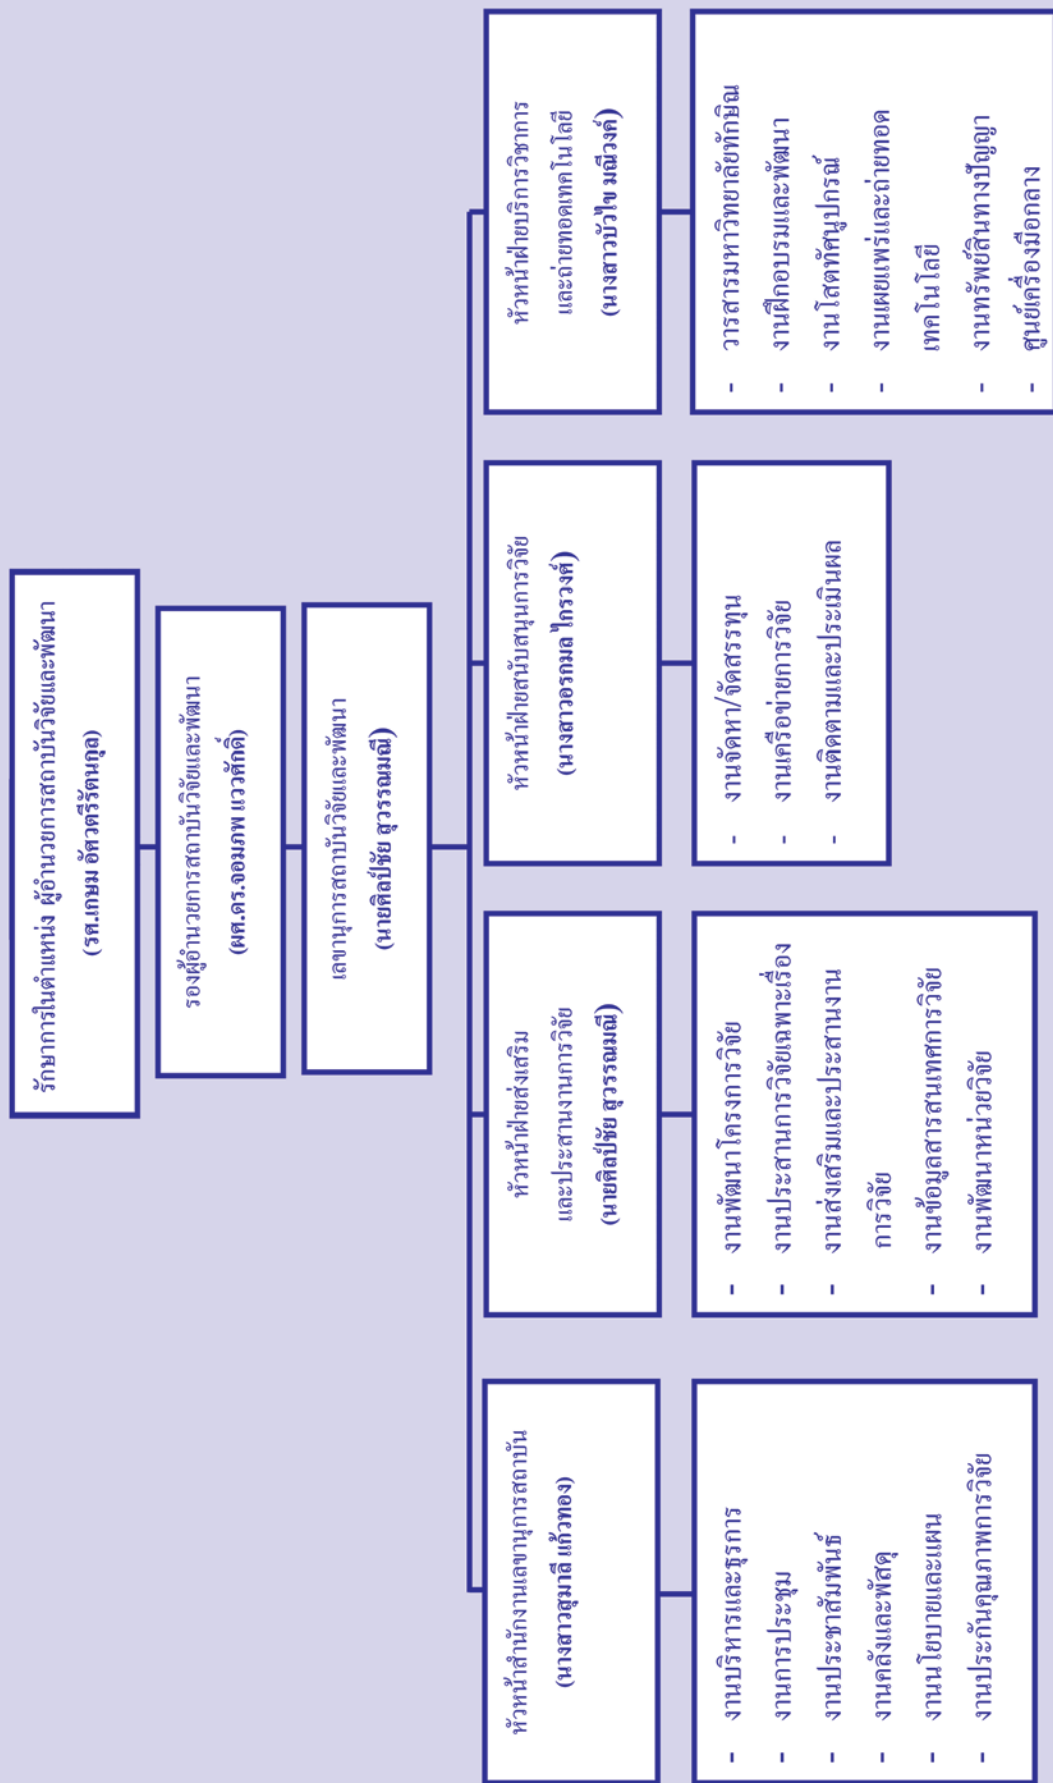 รักษาการในตำแหน่ง ผู้อำนวยการสถาบันวิจัยและพัฒนา
(รศ.เกษม อัศวตรีรัตนกุล)
รองผู้อำนวยการสถาบันวิจัยและพัฒนา
(ผศ.ดร.จอมภพ แววศักดิ์)
เลขานุการสถาบันวิจัยและพัฒนา
(นายศิลป์ชัย สุวรรณมณี)
หัวหน้าสำนักงานเลขานุการสถาบัน
(นางสาวสุมาลี แก้วทอง)
- งานบริหารและธุรการ
- งานการประชุม
- งานประชาสัมพันธ์
- งานคลังและพัสดุ
- งานนโยบายและแผน
- งานประกันคุณภาพการวิจัย
หัวหน้าฝ่ายส่งเสริม
และประสานงานการวิจัย
(นายศิลป์ชัย สุวรรณมณี)
- งานพัฒนาโครงการวิจัย
- งานประสานการวิจัยเฉพาะเรื่อง
- งานส่งเสริมและประสานงาน
การวิจัย
- งานข้อมูลสารสนเทศการวิจัย
- งานพัฒนาหน่วยวิจัย
หัวหน้าฝ่ายสนับสนุนการวิจัย
(นางสาวอรกมล ไกรวงศ์)
- งานจัดหา/จัดสรรทุน
- งานเครือข่ายการวิจัย
- งานติดตามและประเมินผล
หัวหน้าฝ่ายบริการวิชาการ
และถ่ายทอดเทคโนโลยี
(นางสาวบัวไข มณีวงศ์)
- วารสารมหาวิทยาลัยทักษิณ
- งานฝึกอบรมและพัฒนา
- งานโสตทัศนูปกรณ์
- งานเผยแพร่และถ่ายทอด
เทคโนโลยี
- งานทรัพย์สินทางปัญญา
- ศูนย์เครื่องมือกลาง